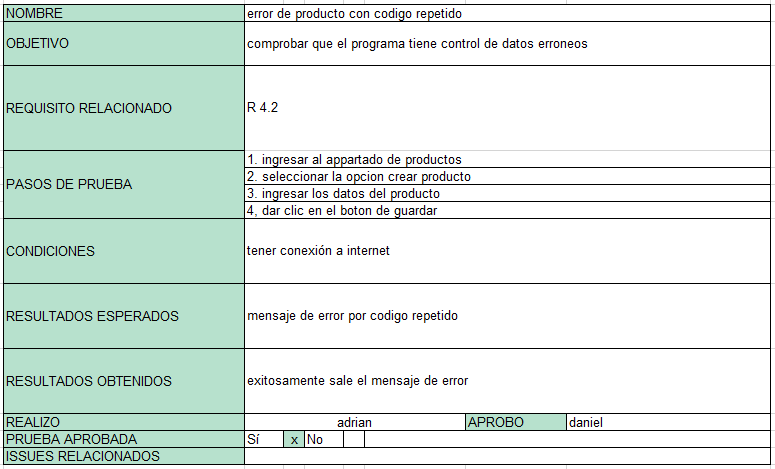 NOMBRE error de producto con codigo repetido
OBJETIVO comprobar que el programa tiene control de datos erroneos
REQUISITO RELACIONADO R 4.2
PASOS DE PRUEBA
1. ingresar al appartado de productos
2. seleccionar la opcion crear producto
3. ingresar los datos del producto
4, dar clic en el boton de guardar
CONDICIONES tener conexión a internet
RESULTADOS ESPERADOS mensaje de error por codigo repetido
RESULTADOS OBTENIDOS exitosamente sale el mensaje de error
REALIZO adrian APROBO daniel
PRUEBA APROBADA Sí x No
ISSUES RELACIONADOS